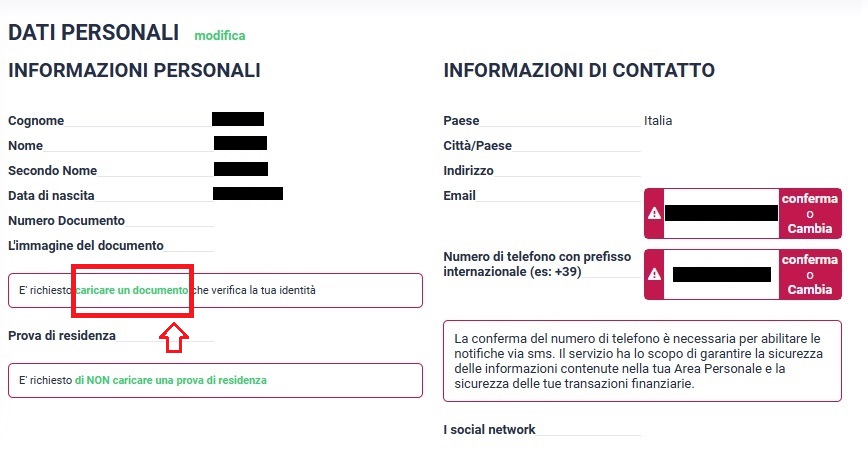 DATI PERSONALI modifica
INFORMAZIONI PERSONALI
Cognome
Nome
Secondo Nome
Data di nascita
Numero Documento
L'immagine del documento
E' richiesto caricare un documento che verifica la tua identità
Prova di residenza
E' richiesto di NON caricare una prova di residenza
INFORMAZIONI DI CONTATTO
Paese Italia
Città/Paese
Indirizzo
Email
conferma
o
Cambia
Numero di telefono con prefisso
internazionale (es: +39)
conferma
o
Cambia
La conferma del numero di telefono è necessaria per abilitare le
notifiche via sms. Il servizio ha lo scopo di garantire la sicurezza
delle informazioni contenute nella tua Area Personale e la
sicurezza delle tue transazioni finanziarie.
I social network